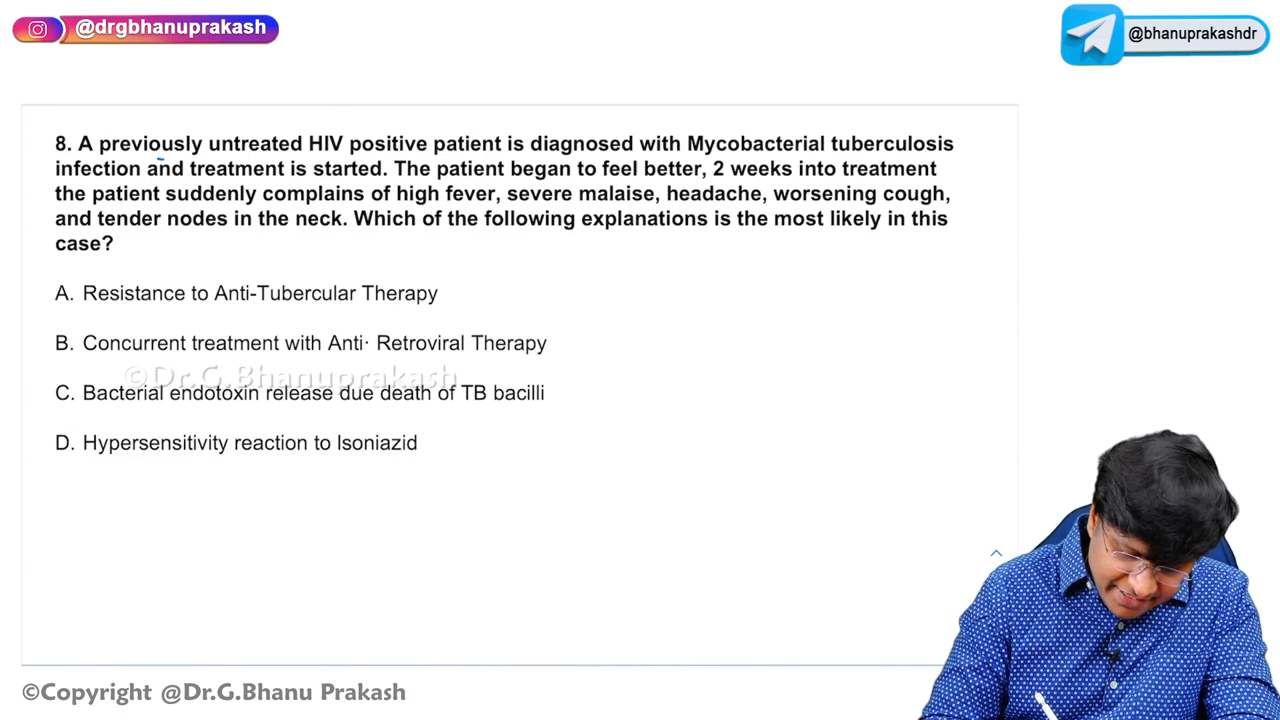 @drgbhanuprakash
@bhanuprakashdr
8. A previously untreated HIV positive patient is diagnosed with Mycobacterial tuberculosis
infection and treatment is started. The patient began to feel better, 2 weeks into treatment
the patient suddenly complains of high fever, severe malaise, headache, worsening cough,
and tender nodes in the neck. Which of the following explanations is the most likely in this
case?
A. Resistance to Anti-Tubercular Therapy
B. Concurrent treatment with Anti· Retroviral Therapy
©Dr.G.Bhanuprakash
C. Bacterial endotoxin release due death of TB bacilli
D. Hypersensitivity reaction to Isoniazid
©Copyright @Dr.G.Bhanu Prakash